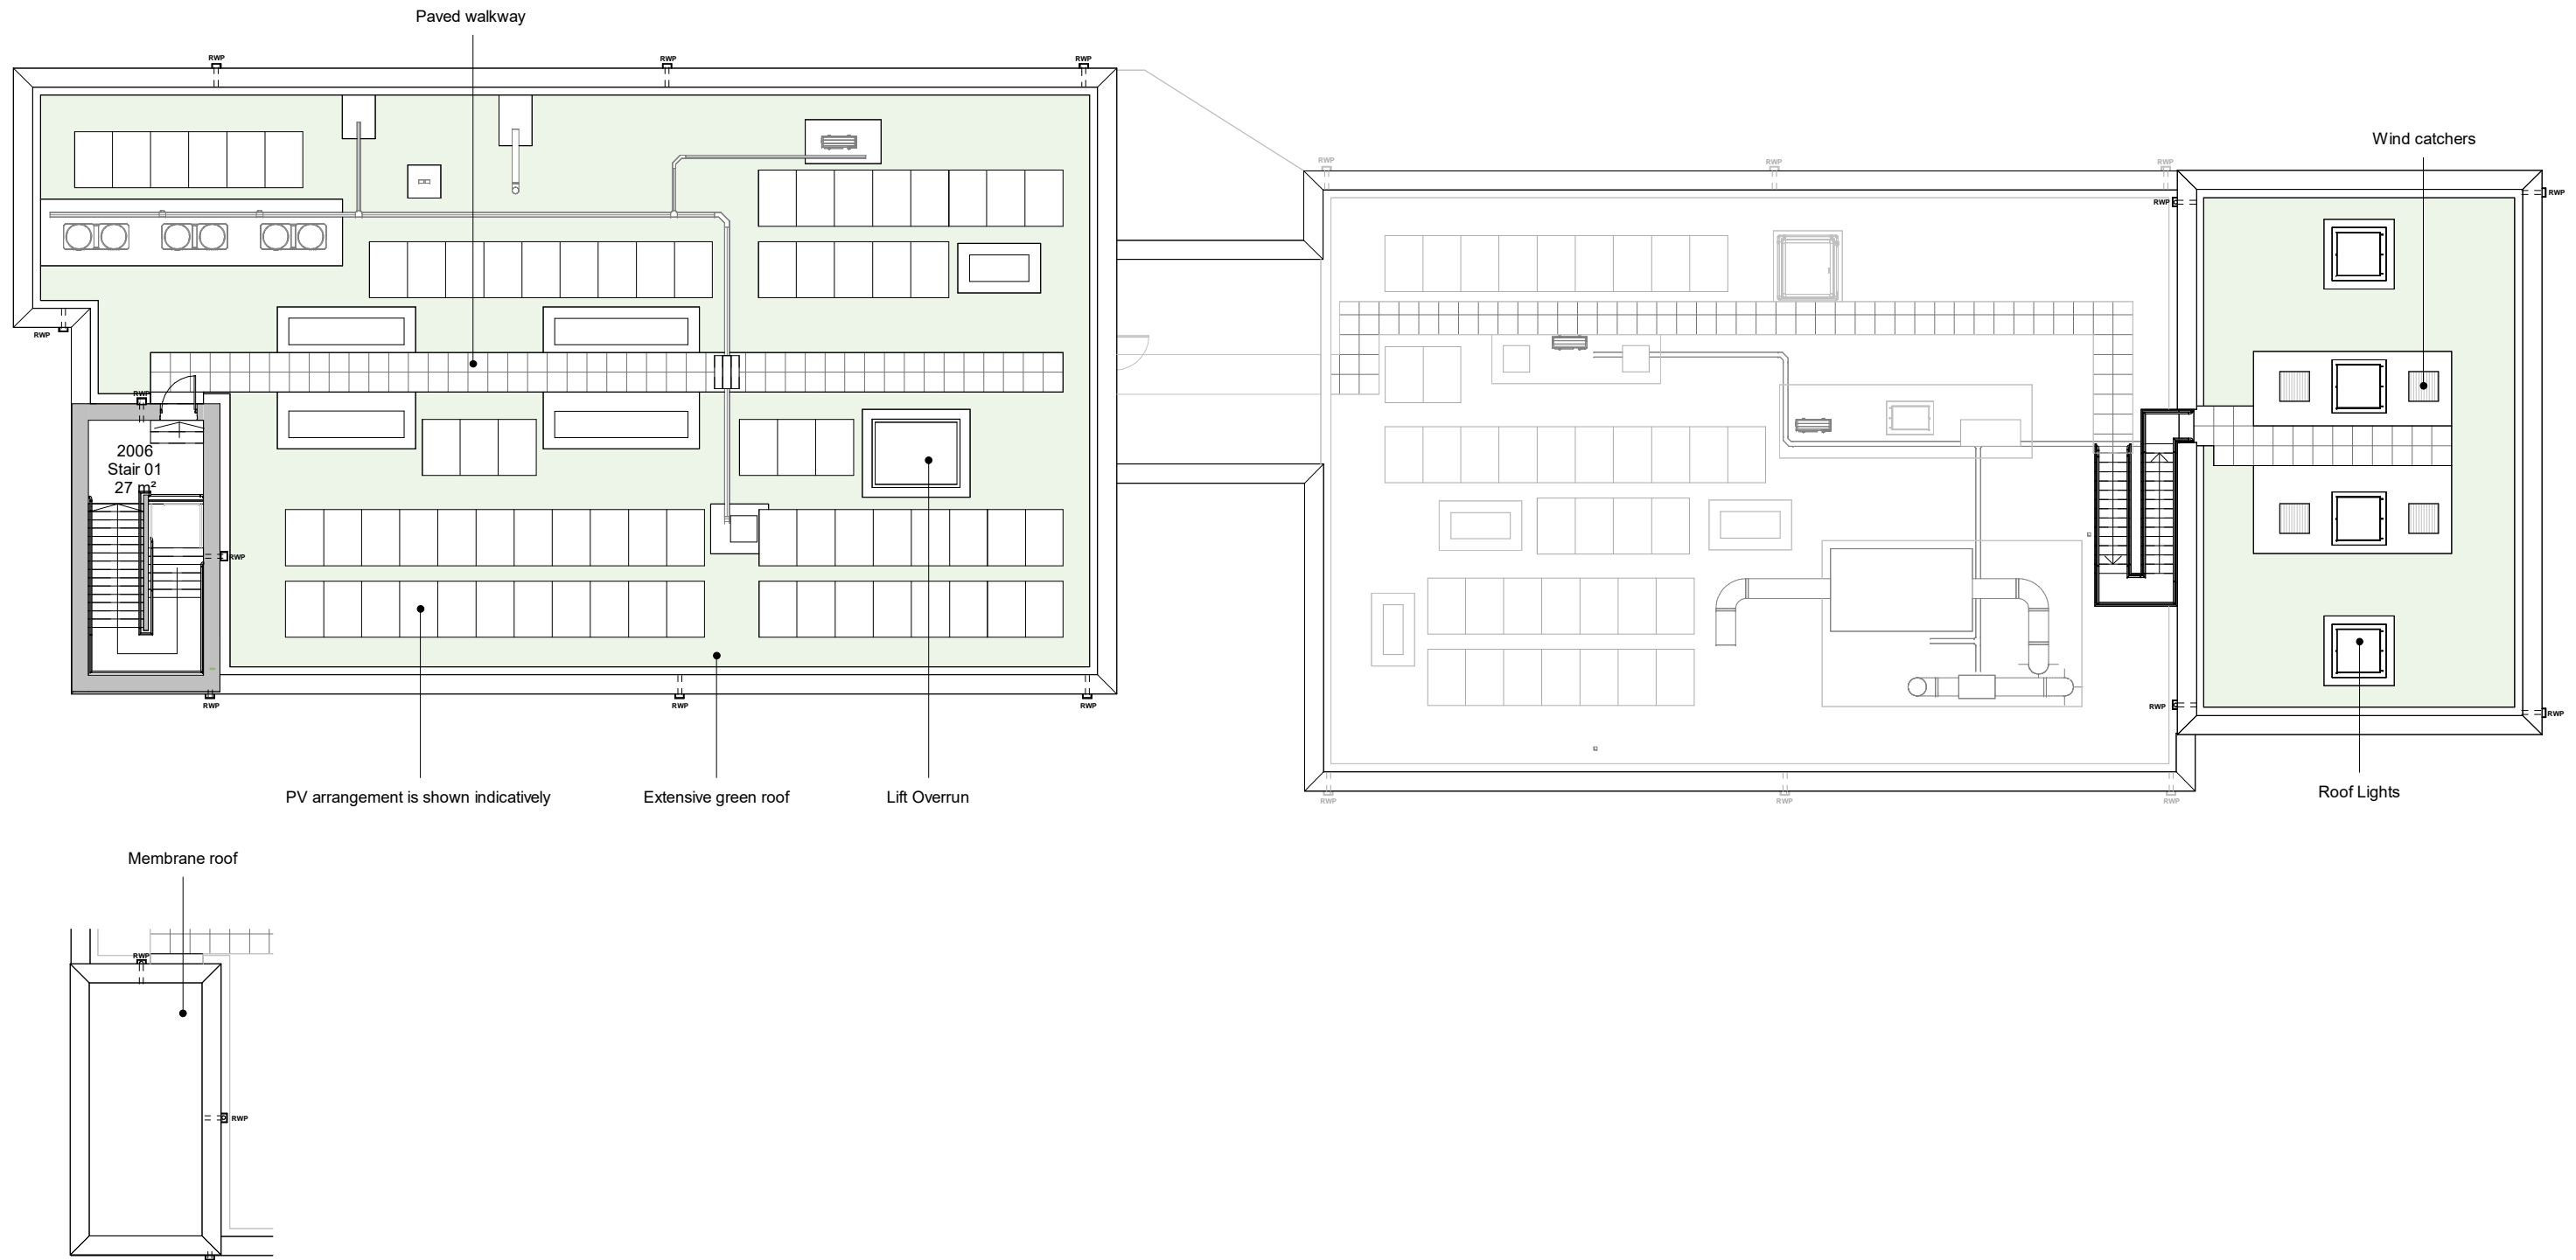 Paved walkway
RWP
RWP
RWP
Wind catchers
RWP
RWP
RWP
RWP
RWP
RWP
RWP
2006
Stair 01
27 m²
RWP
RWP
RWP
RWP
RWP
RWP
RWP
RWP
RWP
PV arrangement is shown indicatively
Extensive green roof
Lift Overrun
Roof Lights
Membrane roof
RWP
RWP